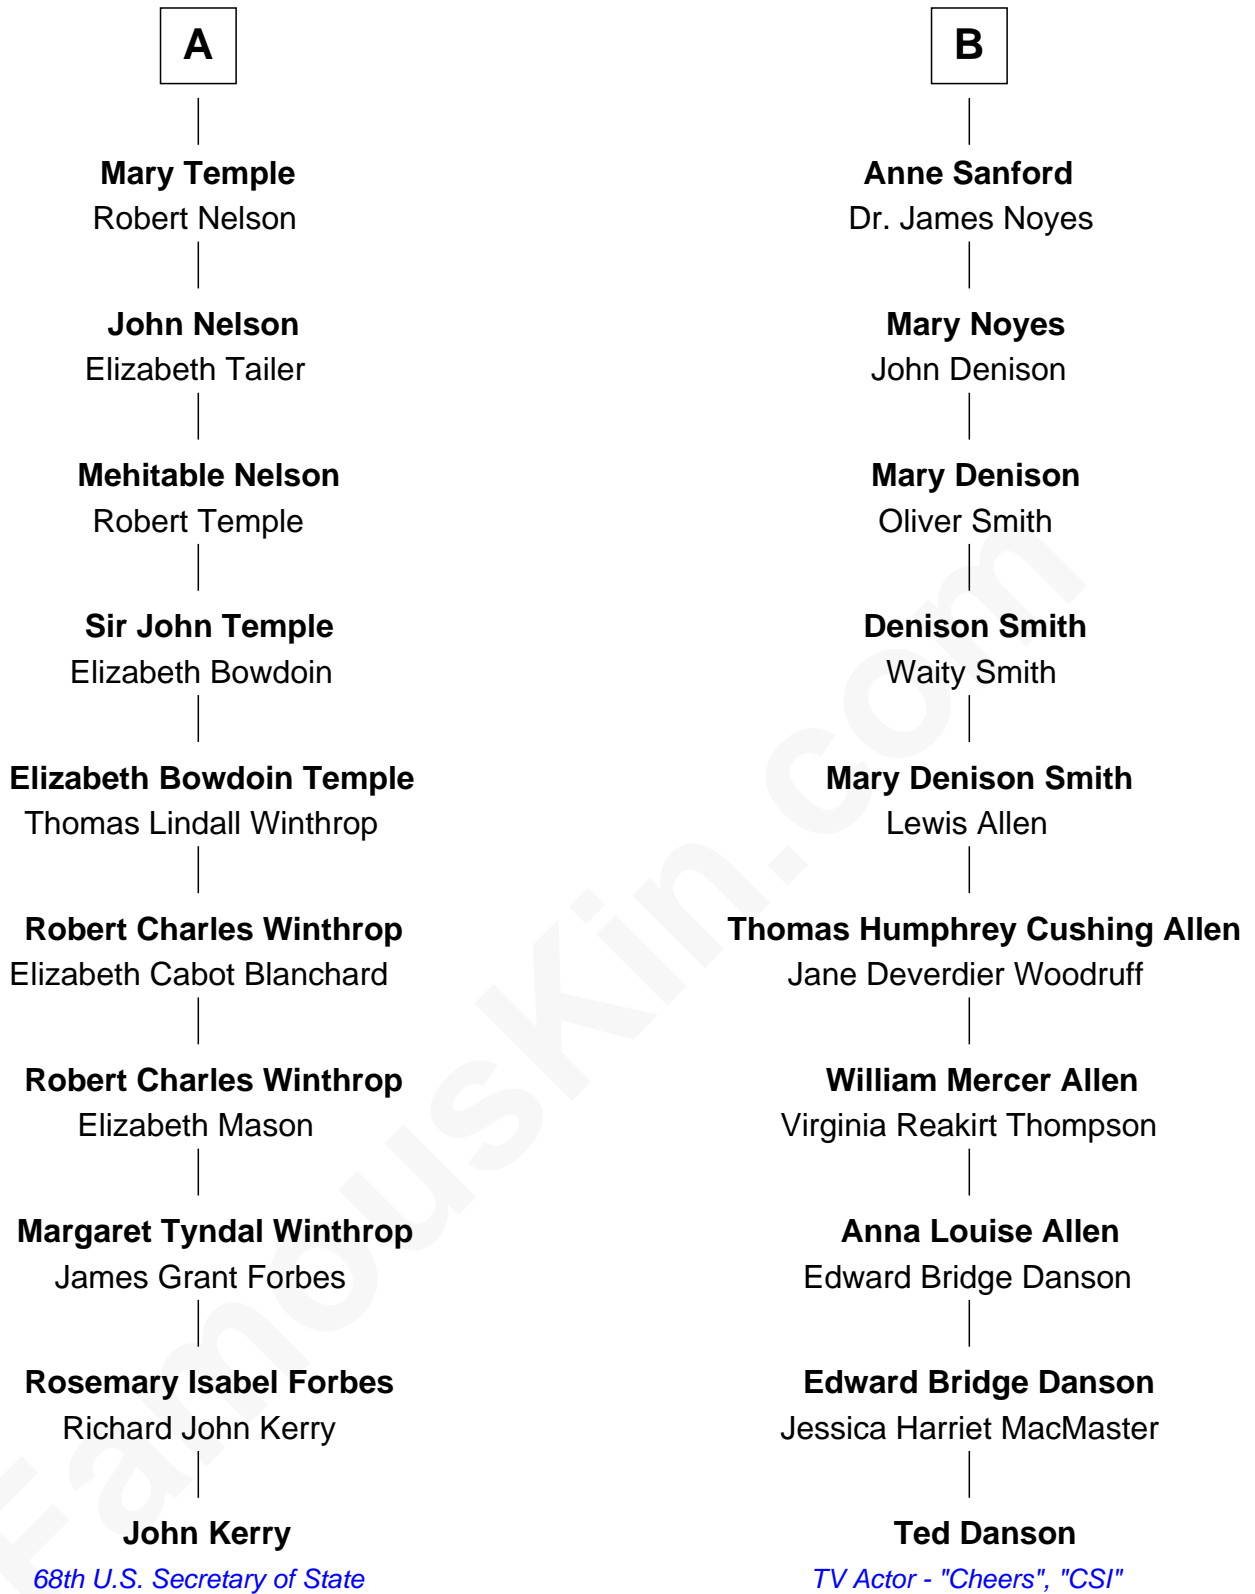 A
Mary Temple
Robert Nelson
John Nelson
Elizabeth Tailer
Mehitable Nelson
Robert Temple
Sir John Temple
Elizabeth Bowdoin
Elizabeth Bowdoin Temple
Thomas Lindall Winthrop
Robert Charles Winthrop
Elizabeth Cabot Blanchard
Robert Charles Winthrop
Elizabeth Mason
Margaret Tyndal Winthrop
James Grant Forbes
Rosemary Isabel Forbes
Richard John Kerry
John Kerry
68th U.S. Secretary of State
B
Anne Sanford
Dr. James Noyes
Mary Noyes
John Denison
Mary Denison
Oliver Smith
Denison Smith
Waity Smith
Mary Denison Smith
Lewis Allen
Thomas Humphrey Cushing Allen
Jane Deverdier Woodruff
William Mercer Allen
Virginia Reakirt Thompson
Anna Louise Allen
Edward Bridge Danson
Edward Bridge Danson
Jessica Harriet MacMaster
Ted Danson
TV Actor - "Cheers", "CSI"
FamousKin.com